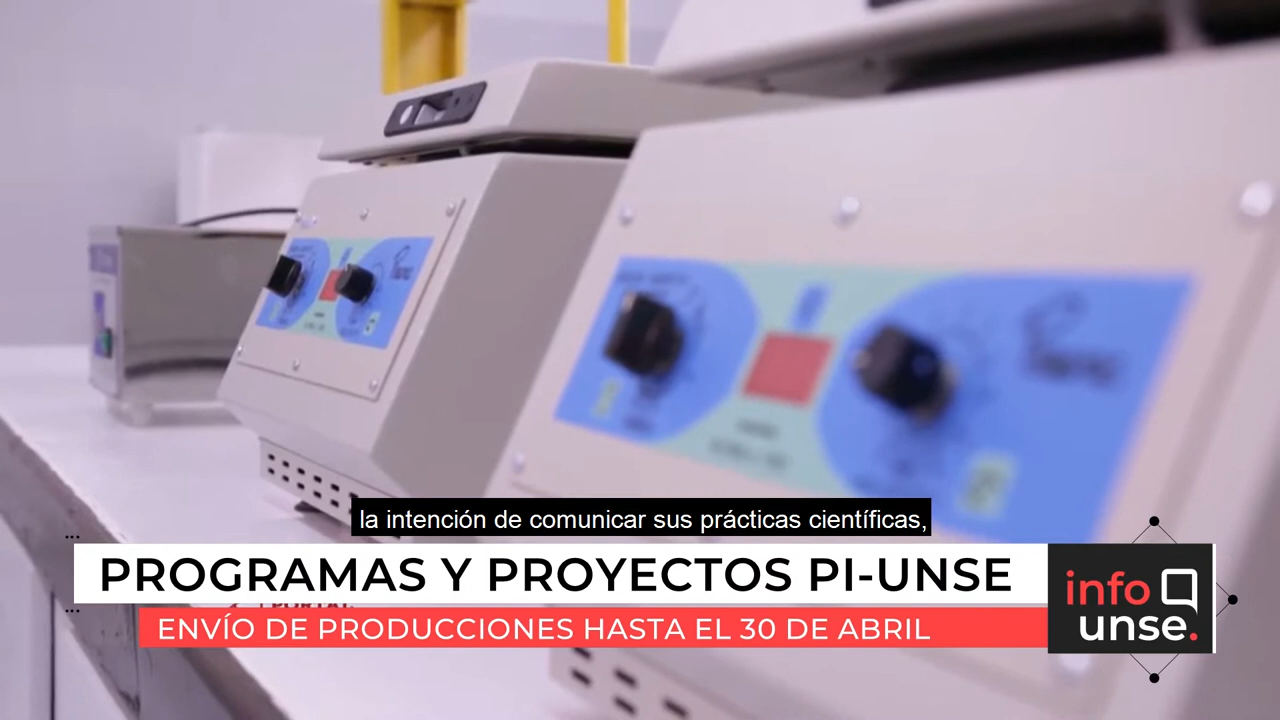 la intención de comunicar sus prácticas científicas,
PROGRAMAS Y PROYECTOS PI-UNSE
ENVÍO DE PRODUCCIONES HASTA EL 30 DE ABRIL
info
unse.